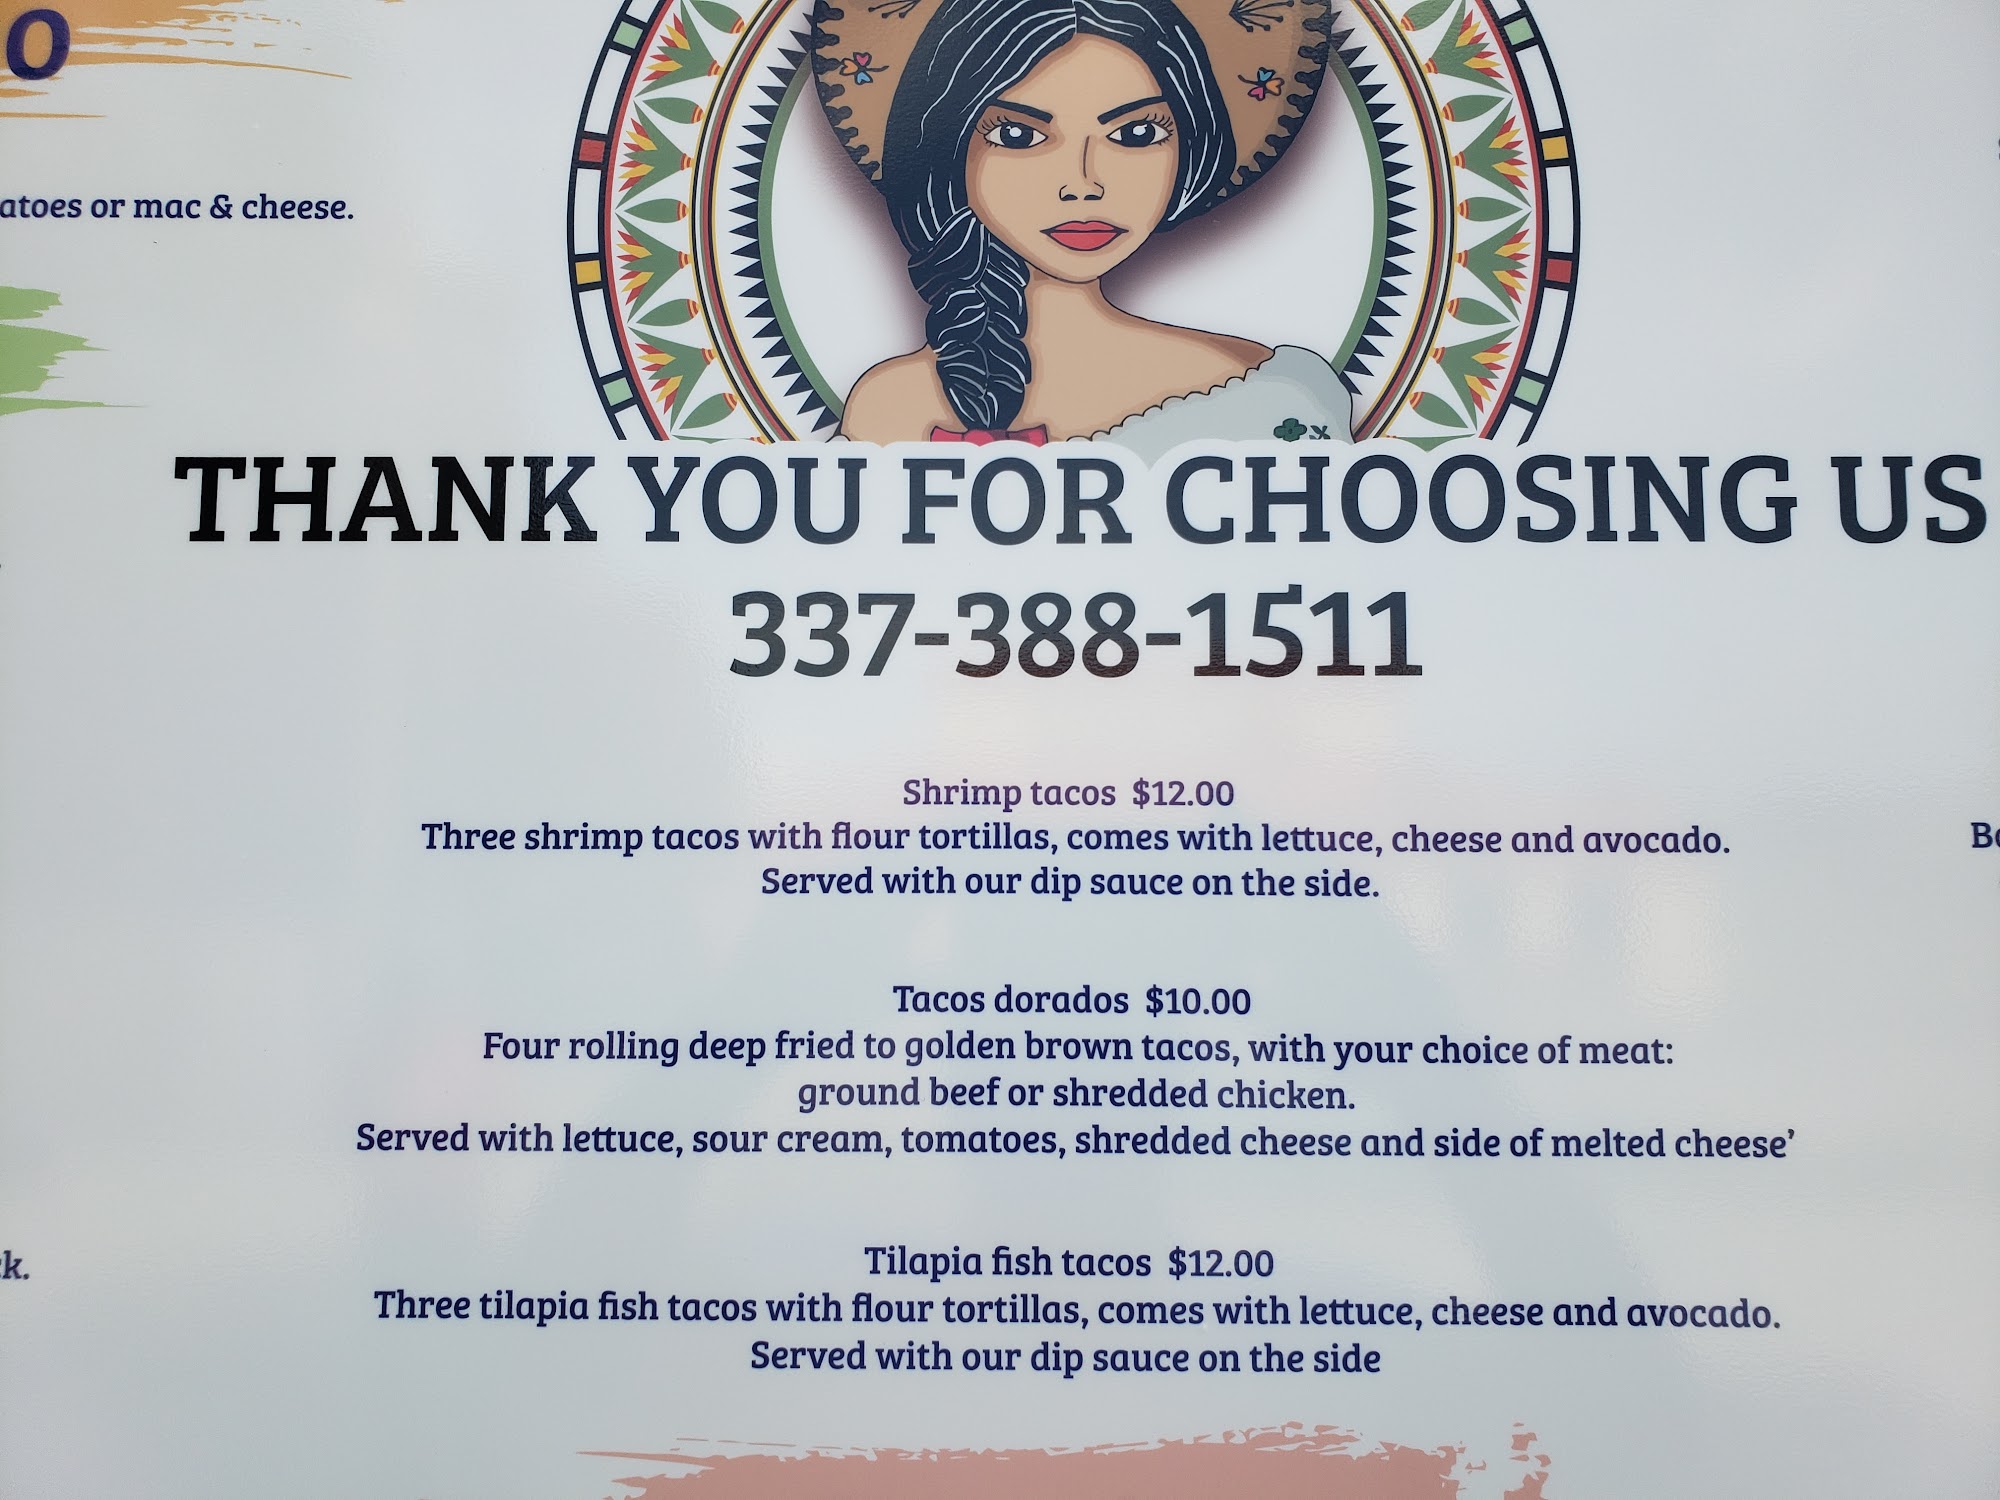 O
atoes or mac & cheese.
THANK YOU FOR CHOOSING US
337-388-1511
Shrimp tacos $12.00
Three shrimp tacos with flour tortillas, comes with lettuce, cheese and avocado.
Served with our dip sauce on the side.
Tacos dorados $10.00
Four rolling deep fried to golden brown tacos, with your choice of meat:
ground beef or shredded chicken.
Served with lettuce, sour cream, tomatoes, shredded cheese and side of melted cheese’
k.
Tilapia fish tacos $12.00
Three tilapia fish tacos with flour tortillas, comes with lettuce, cheese and avocado.
Served with our dip sauce on the side